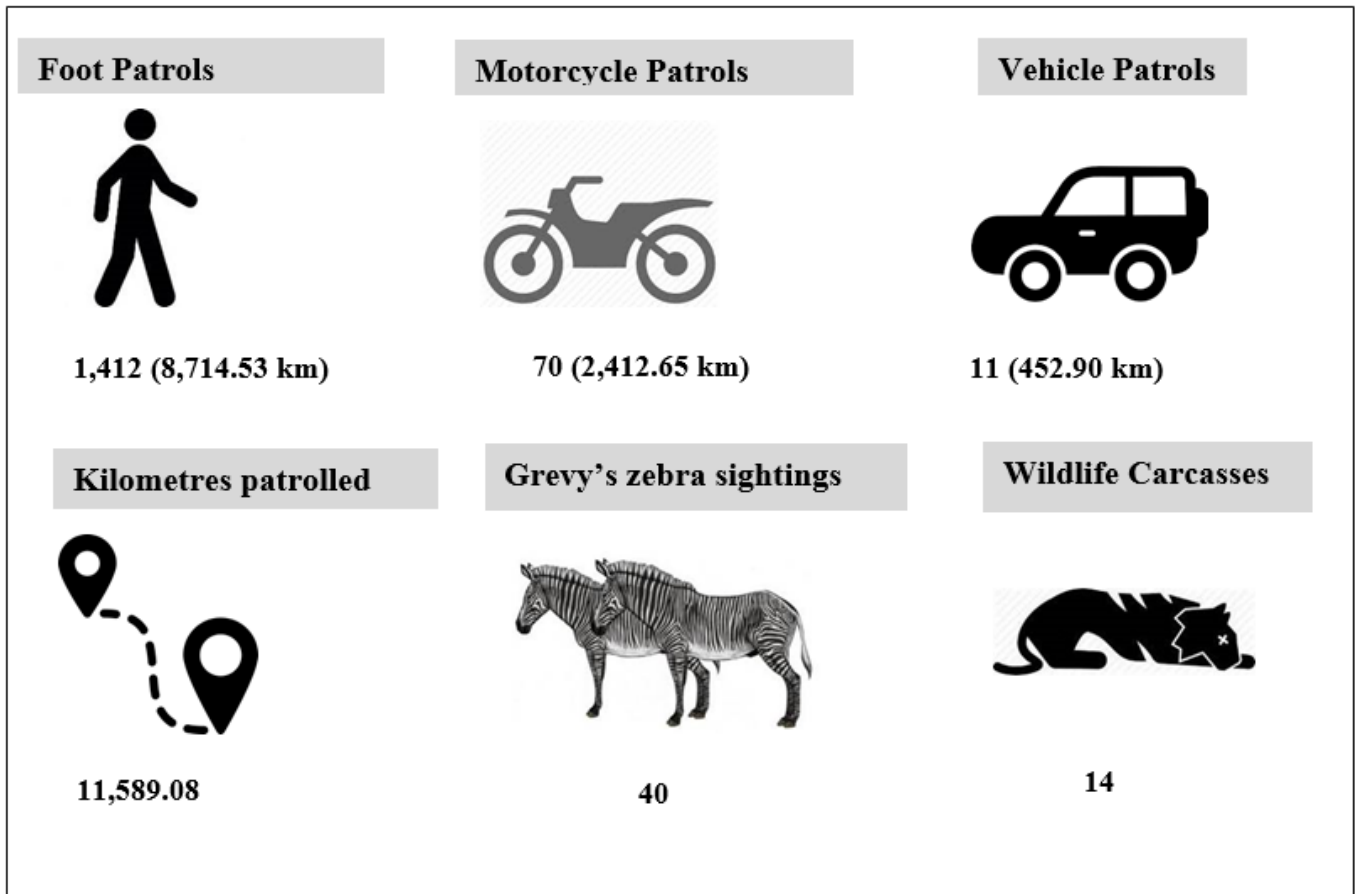 Foot Patrols
Motorcycle Patrols
Vehicle Patrols
1,412 (8,714.53 km)
70 (2,412.65 km)
11 (452.90 km)
Kilometres patrolled
Grevy’s zebra sightings
Wildlife Carcasses
11,589.08
40
14